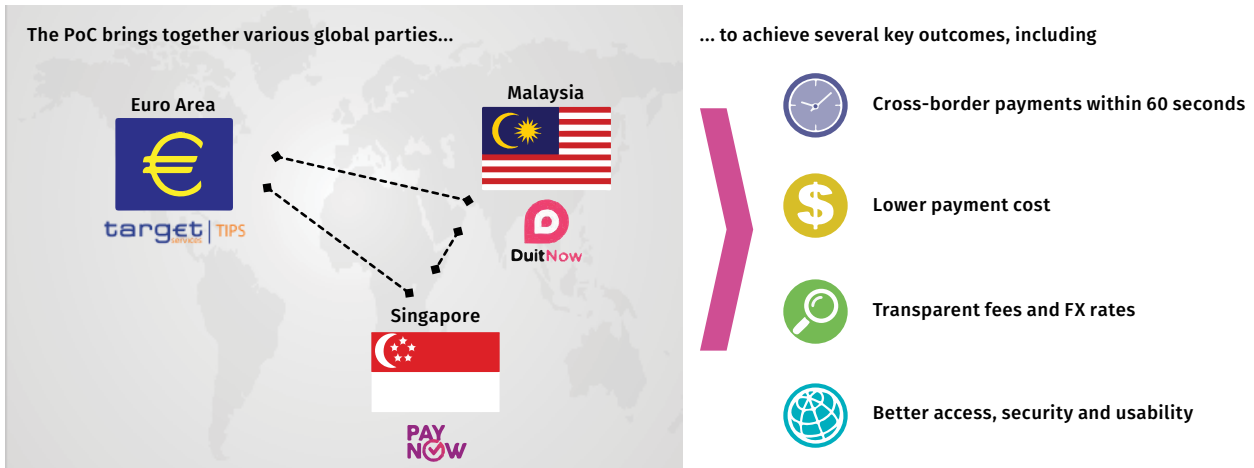 The PoC brings together various global parties...
Euro Area
€
target services | TIPS
Malaysia
DuitNow
Singapore
PAY
NOW
... to achieve several key outcomes, including
Cross-border payments within 60 seconds
$
Lower payment cost
Transparent fees and FX rates
Better access, security and usability